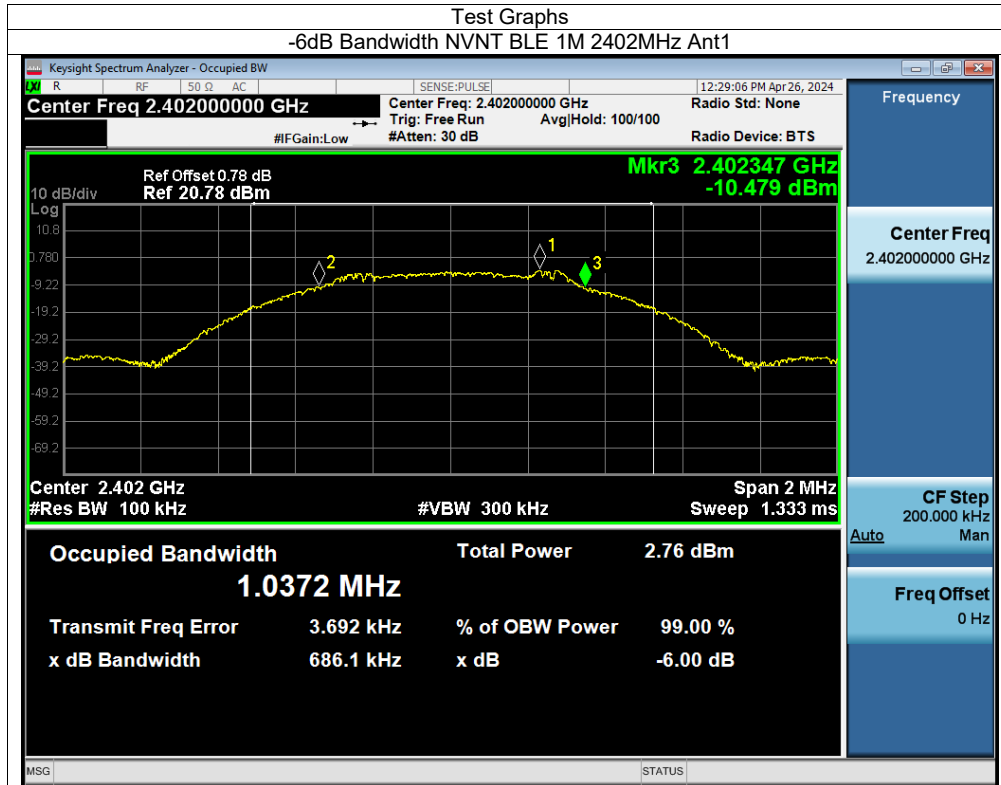 Test Graphs
-6dB Bandwidth NVNT BLE 1M 2402MHz Ant1
Keysight Spectrum Analyzer - Occupied BW
LXI R RF 50 Ω AC SENSE:PULSE 12:29:06 PM Apr 26, 2024
Center Freq 2.402000000 GHz Center Freq: 2.402000000 GHz Radio Std: None
Trig: Free Run Avg|Hold: 100/100
#IFGain:Low #Atten: 30 dB Radio Device: BTS
Frequency
Mkr3 2.402347 GHz
-10.479 dBm
Ref Offset 0.78 dB
10 dB/div Ref 20.78 dBm
Log
10.8
0.780
-9.22
-19.2
-29.2
-39.2
-49.2
-59.2
-69.2
1
2
3
Center 2.402 GHz Span 2 MHz
#Res BW 100 kHz #VBW 300 kHz Sweep 1.333 ms
Center Freq
2.402000000 GHz
CF Step
200.000 kHz
Auto Man
Freq Offset
0 Hz
Occupied Bandwidth Total Power 2.76 dBm
1.0372 MHz
Transmit Freq Error 3.692 kHz % of OBW Power 99.00 %
x dB Bandwidth 686.1 kHz x dB -6.00 dB
MSG STATUS